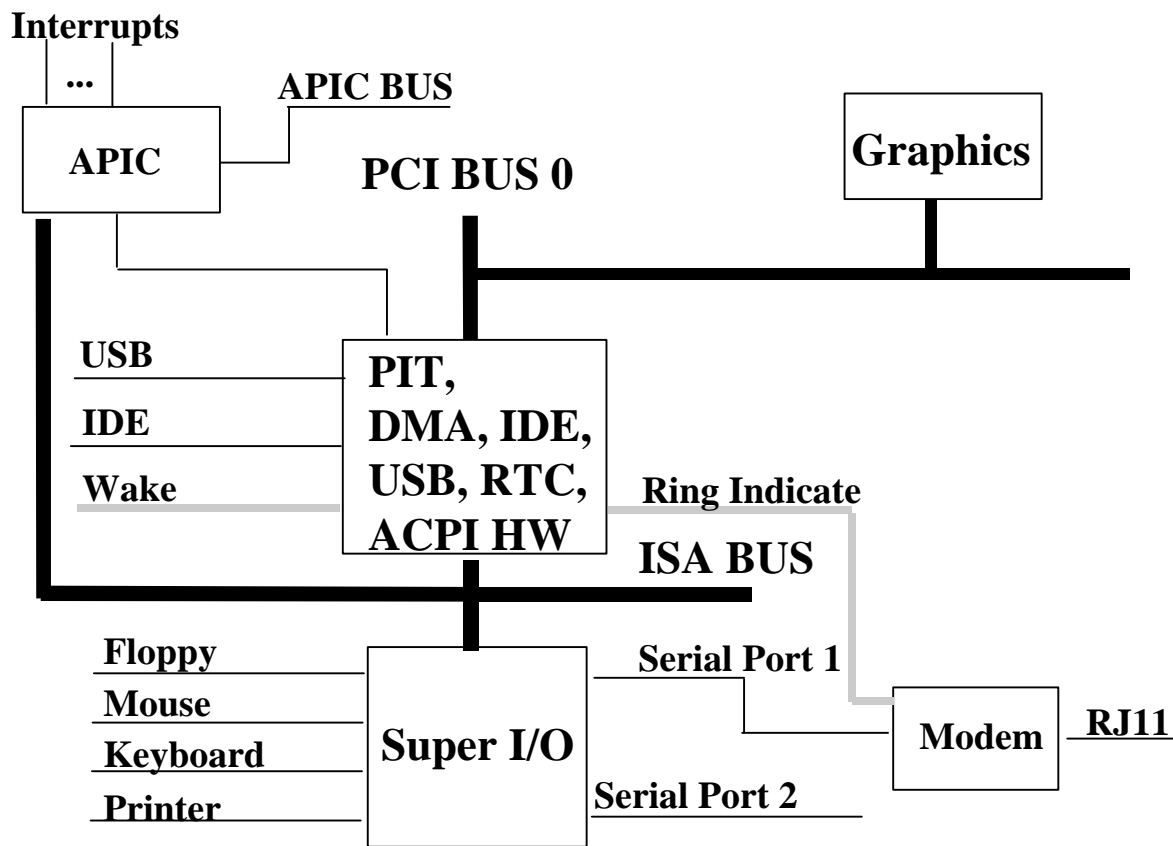 Interrupts
...
APIC BUS
APIC
Graphics
PCI BUS 0
USB
IDE
Wake
PIT,
DMA, IDE,
USB, RTC,
ACPI HW
Ring Indicate
ISA BUS
Floppy
Mouse
Keyboard
Printer
Super I/O
Serial Port 1
Serial Port 2
Modem
RJ11